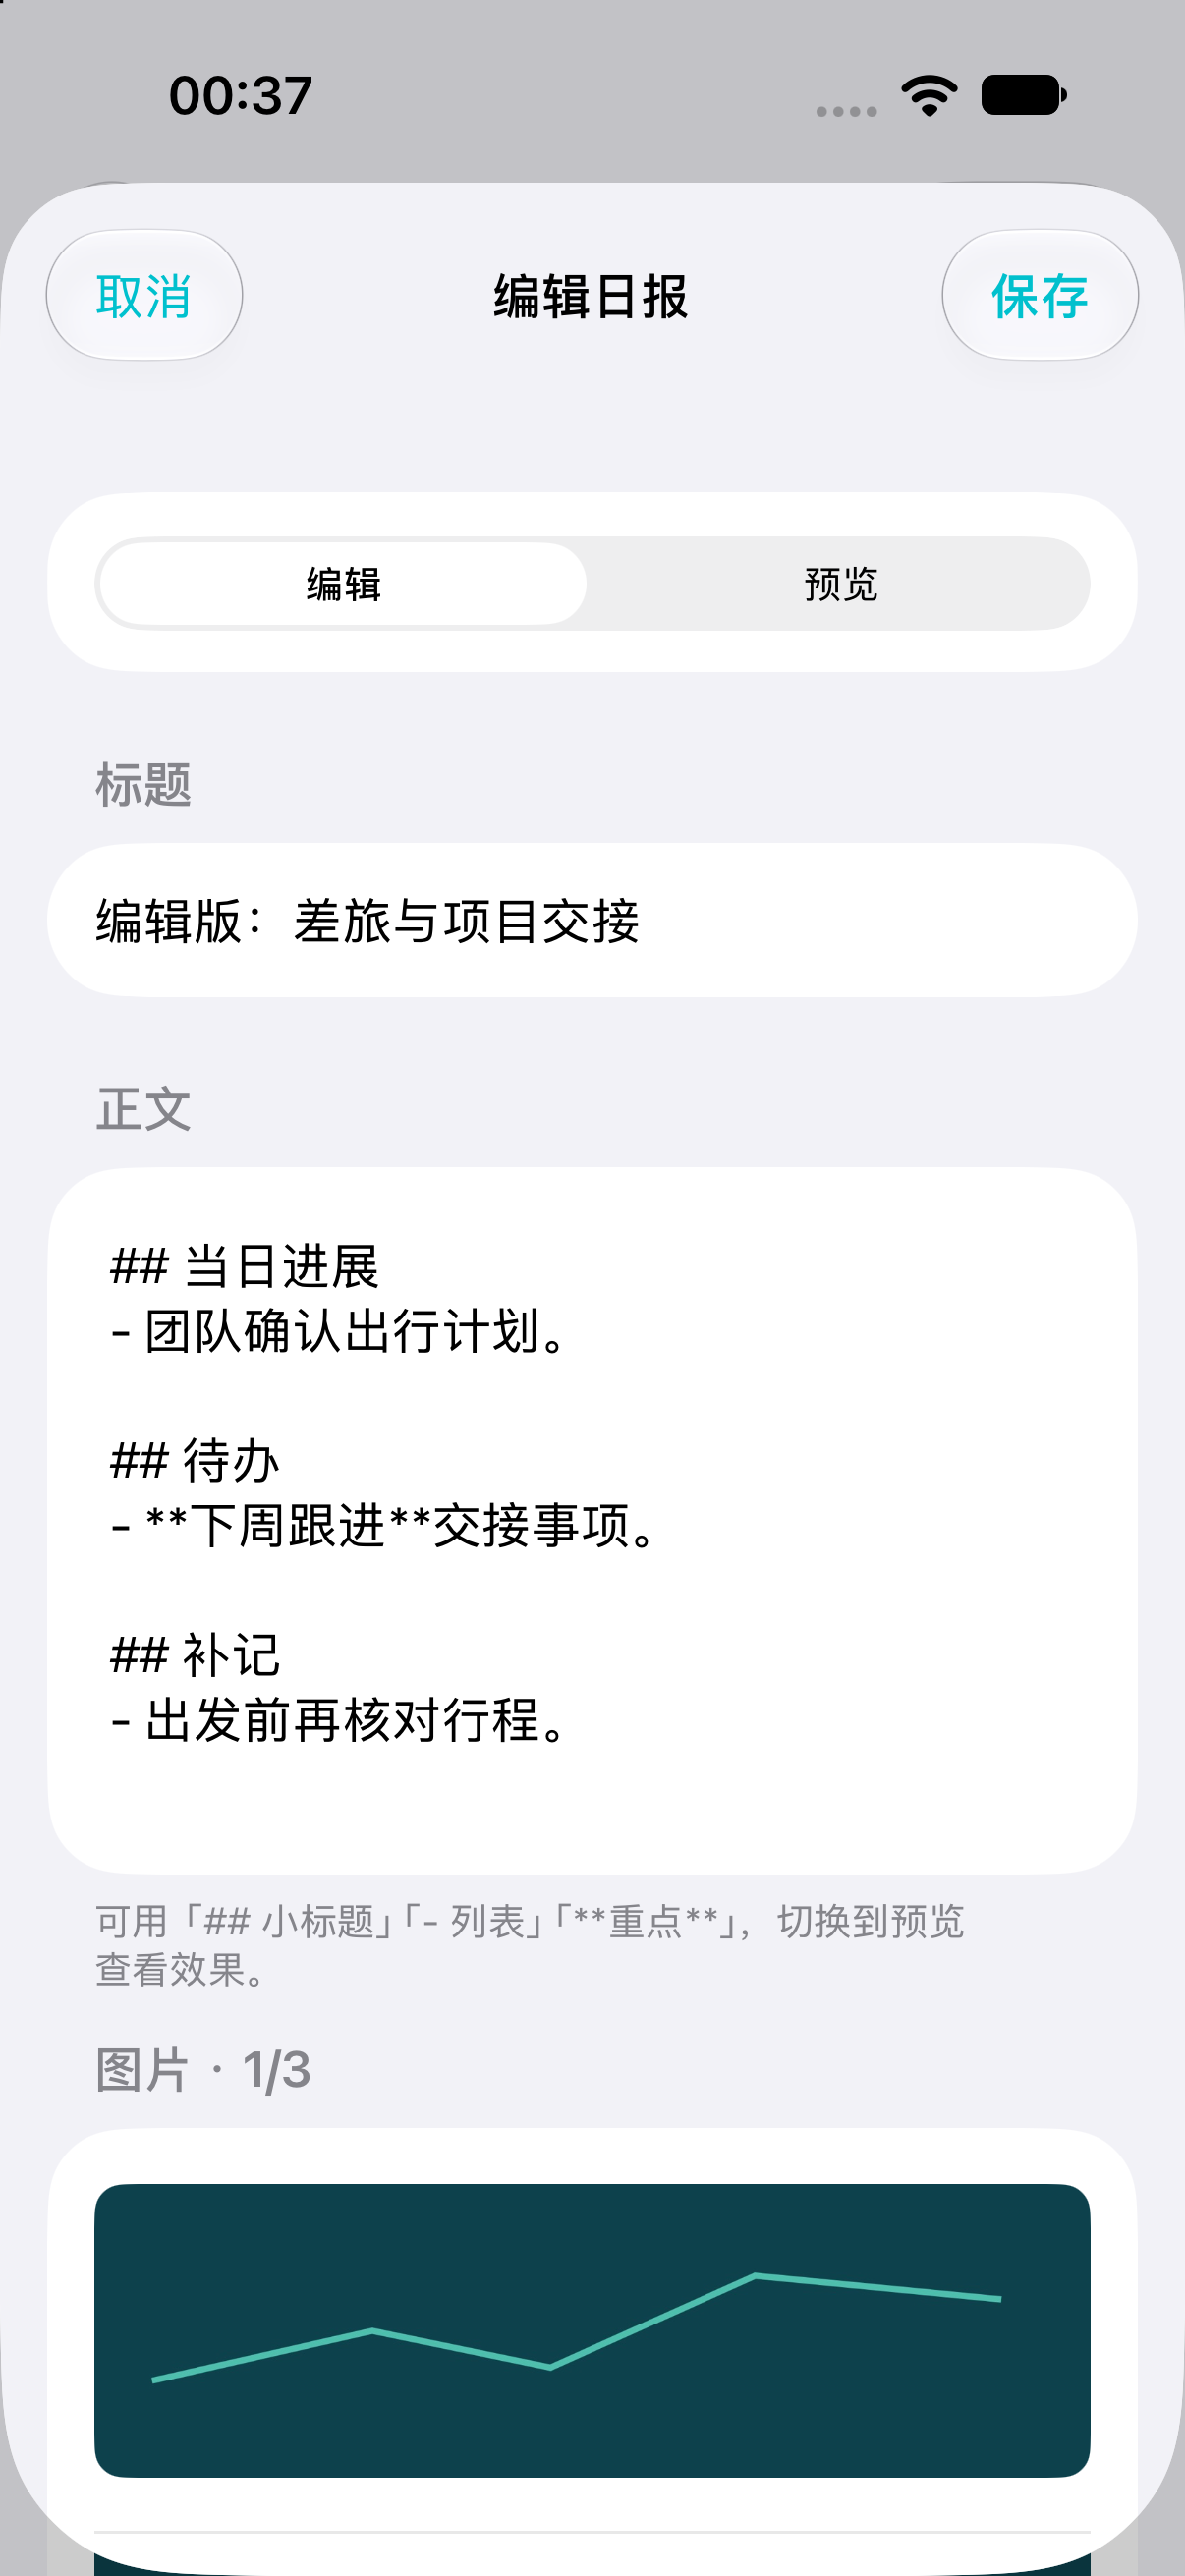 00:37
取消
编辑日报
保存
编辑
预览
标题
编辑版：差旅与项目交接
正文
## 当日进展
- 团队确认出行计划。
## 待办
- **下周跟进**交接事项。
## 补记
- 出发前再核对行程。
可用「## 小标题」「- 列表」「**重点**」，切换到预览
查看效果。
图片 · 1/3